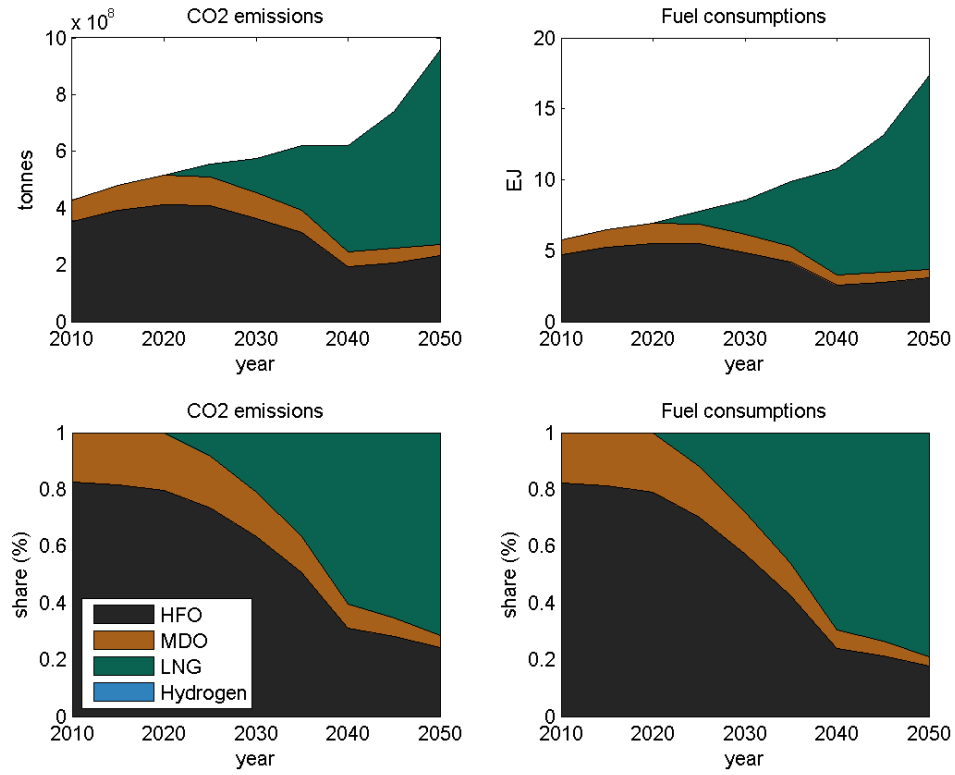 CO2 emissions
x 10⁸
10
8
6
4
2
0
tonnes
2010 2020 2030 2040 2050
year
Fuel consumptions
20
15
10
5
0
EJ
2010 2020 2030 2040 2050
year
CO2 emissions
1
0.8
0.6
0.4
0.2
0
share (%)
HFO
MDO
LNG
Hydrogen
2010 2020 2030 2040 2050
year
Fuel consumptions
1
0.8
0.6
0.4
0.2
0
share (%)
2010 2020 2030 2040 2050
year